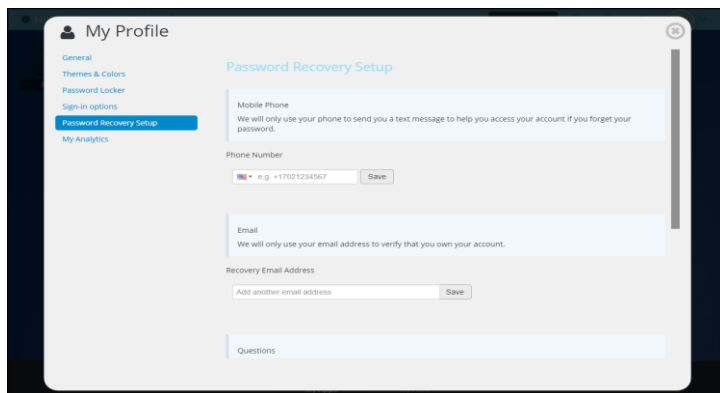 My Profile
General
Themes & Colors
Password Locker
Sign-in options
Password Recovery Setup
My Analytics
Password Recovery Setup
Mobile Phone
We will only use your phone to send you a text message to help you access your account if you forget your
password.
Phone Number
e.g. +17021234567
Save
Email
We will only use your email address to verify that you own your account.
Recovery Email Address
Add another email address
Save
Questions